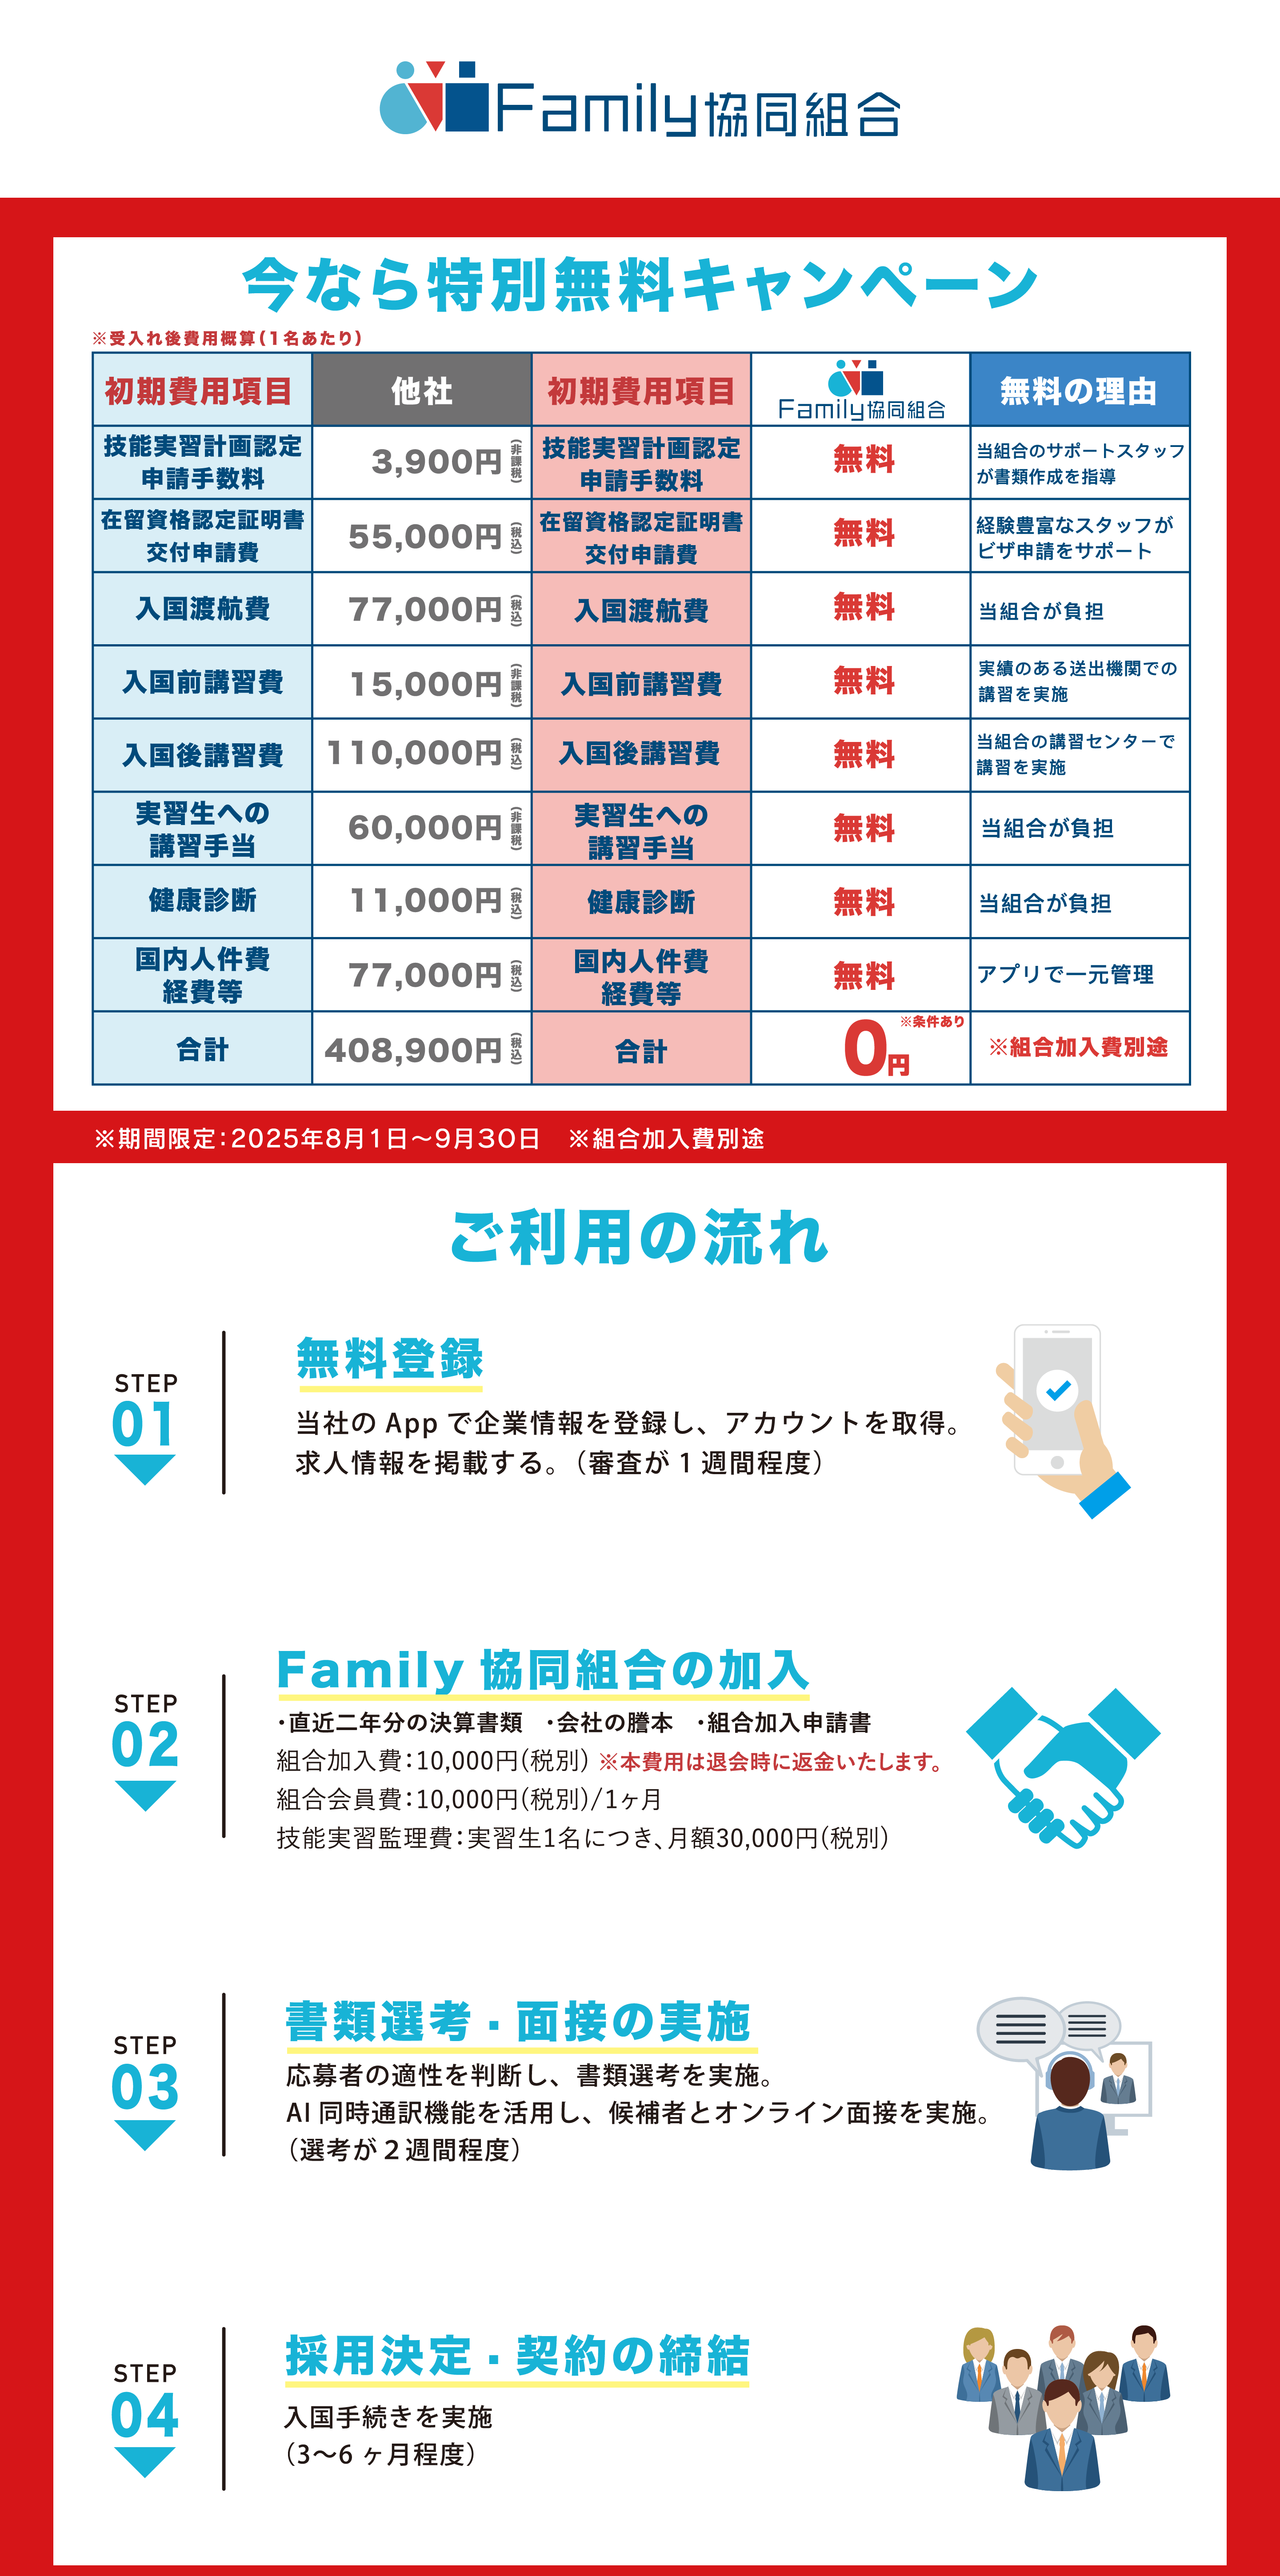 Family協同組合
今なら特別無料キャンペーン
※受入れ後費用概算(1名あたり)
初期費用項目 他社 初期費用項目 Family協同組合 無料の理由
技能実習計画認定
申請手数料
3,900円(非課税)
技能実習計画認定
申請手数料
無料
当組合のサポートスタッフ
が書類作成を指導
在留資格認定証明書
交付申請費
55,000円(税込)
在留資格認定証明書
交付申請費
無料
経験豊富なスタッフが
ビザ申請をサポート
入国渡航費 77,000円(税込) 入国渡航費 無料 当組合が負担
入国前講習費 15,000円(非課税) 入国前講習費 無料
実績のある送出機関での
講習を実施
入国後講習費 110,000円(税込) 入国後講習費 無料
当組合の講習センターで
講習を実施
実習生への
講習手当
60,000円(非課税)
実習生への
講習手当
無料
当組合が負担
健康診断 11,000円(税込) 健康診断 無料 当組合が負担
国内人件費
経費等
77,000円(税込)
国内人件費
経費等
無料
アプリで一元管理
合計 408,900円(税込) 合計 0円 ※条件あり ※組合加入費別途
※期間限定:2025年8月1日〜9月30日 ※組合加入費別途
ご利用の流れ
STEP
01
無料登録
当社の App で企業情報を登録し、アカウントを取得。
求人情報を掲載する。（審査が 1 週間程度）
STEP
02
Family 協同組合の加入
・直近二年分の決算書類 ・会社の謄本 ・組合加入申請書
組合加入費：10,000円(税別) ※本費用は退会時に返金いたします。
組合会員費：10,000円(税別)/1ヶ月
技能実習監理費：実習生1名につき、月額30,000円(税別)
STEP
03
書類選考・面接の実施
応募者の適性を判断し、書類選考を実施。
AI 同時通訳機能を活用し、候補者とオンライン面接を実施。
（選考が 2 週間程度）
STEP
04
採用決定・契約の締結
入国手続きを実施
（3〜6 ヶ月程度）